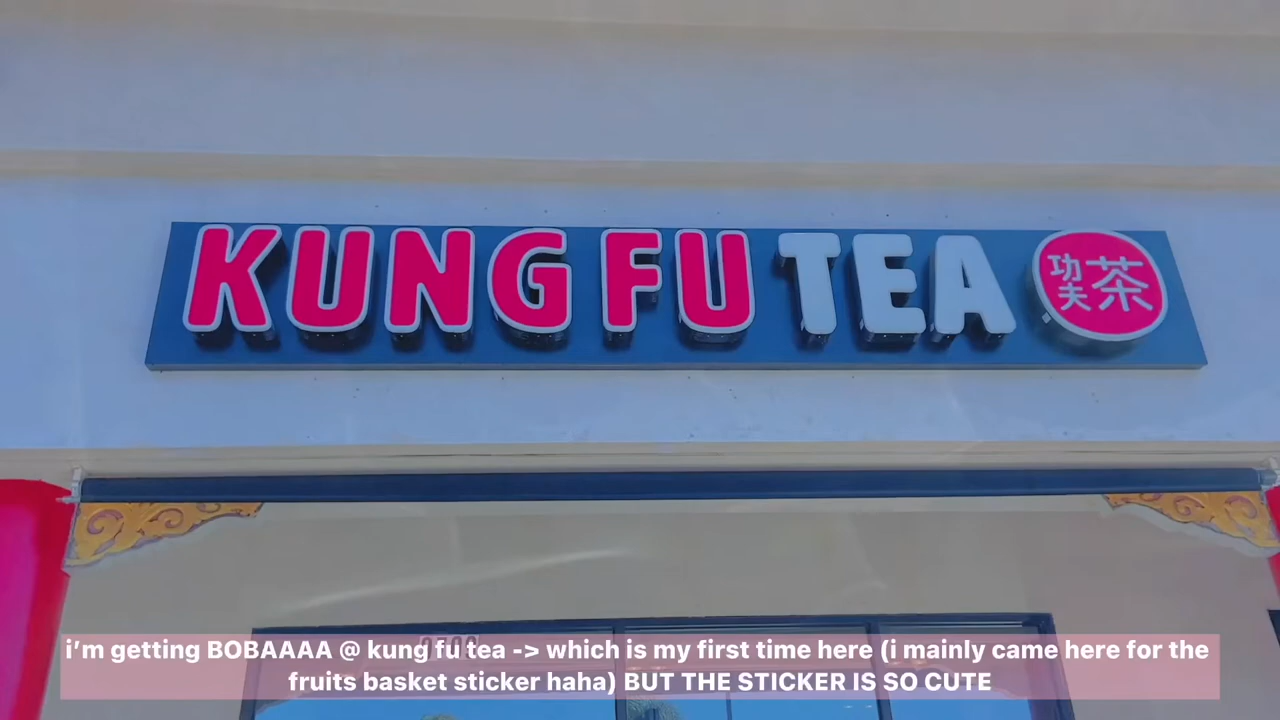 KUNG FU TEA 功夫茶
i'm getting BOBAAAA @ kung fu tea -> which is my first time here (i mainly came here for the
fruits basket sticker haha) BUT THE STICKER IS SO CUTE